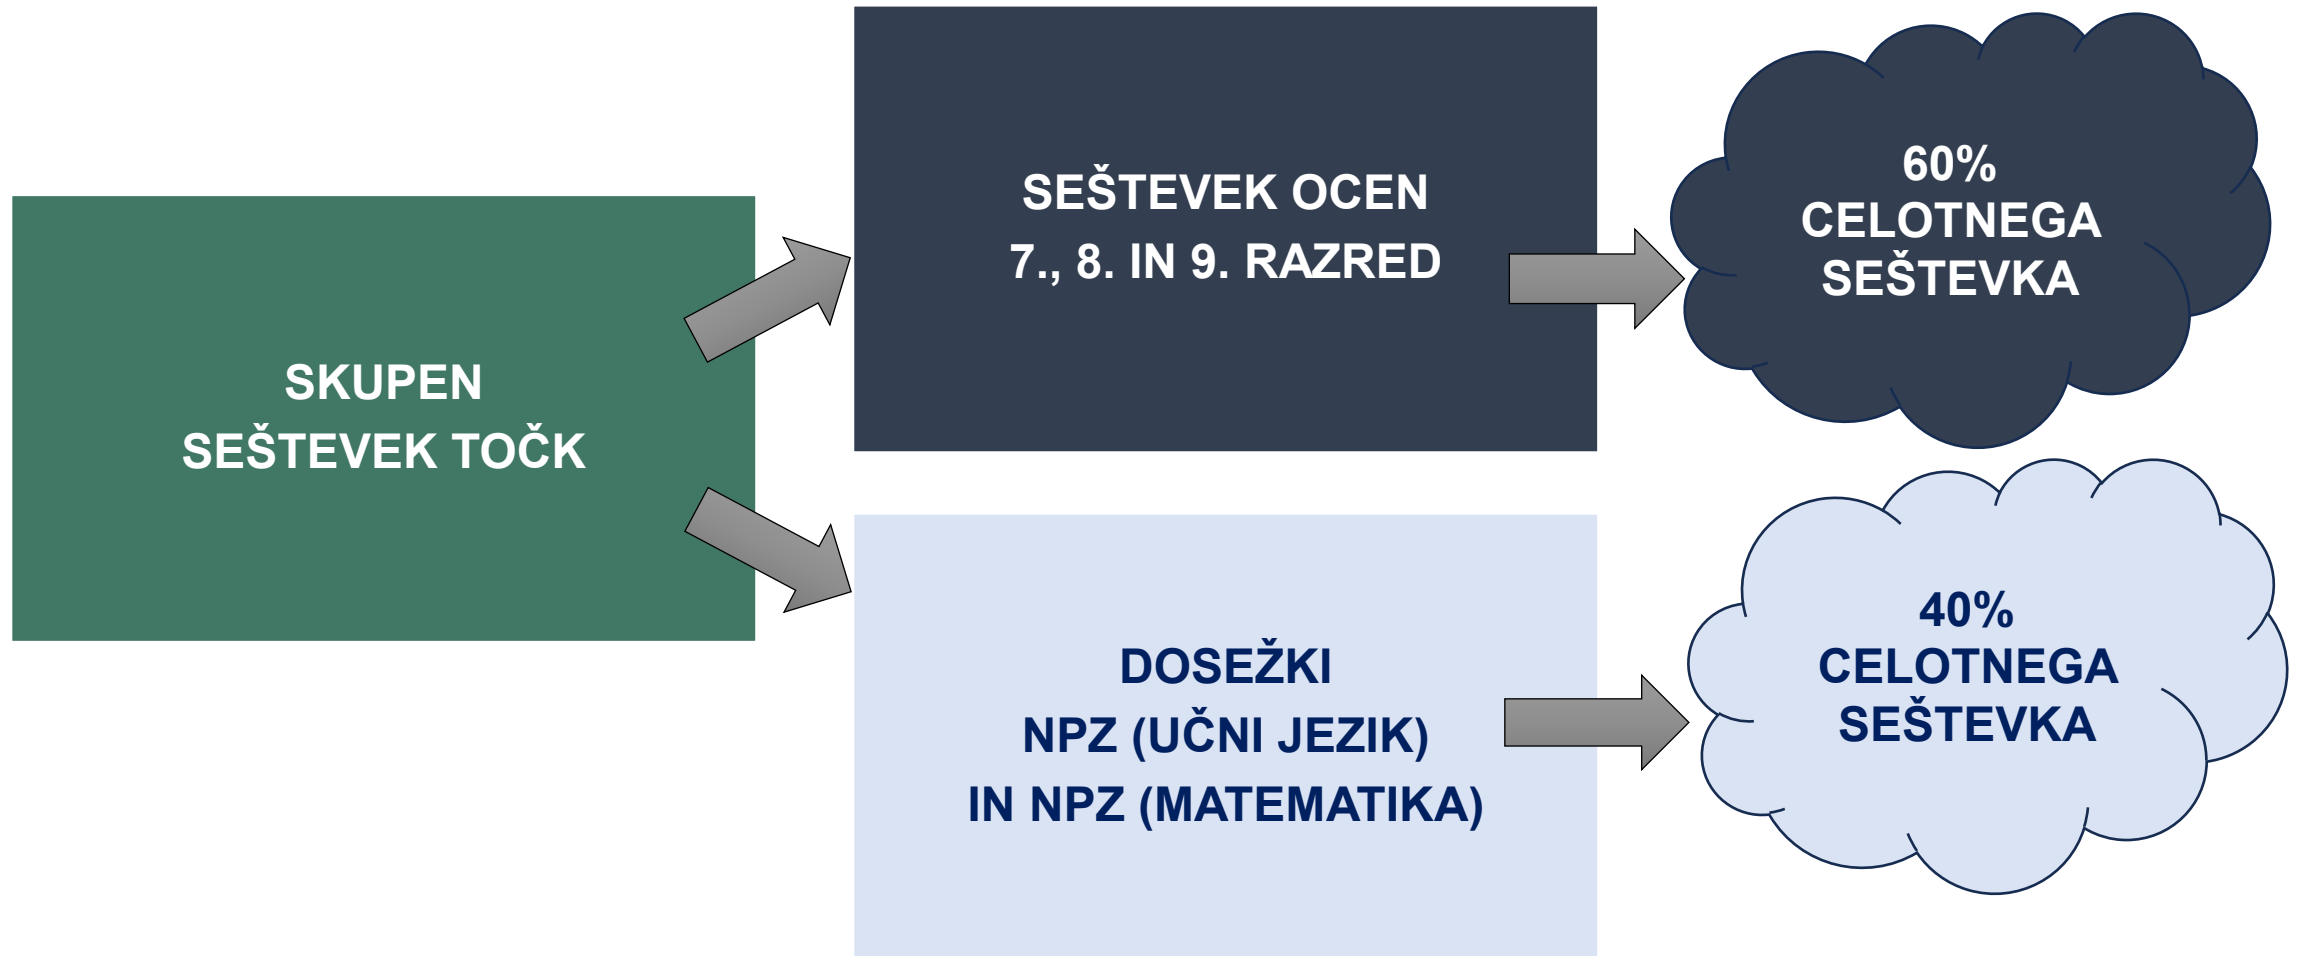 SKUPEN
SEŠTEVEK TOČK
SEŠTEVEK OCEN
7., 8. IN 9. RAZRED
60%
CELOTNEGA
SEŠTEVKA
DOSEŽKI
NPZ (UČNI JEZIK)
IN NPZ (MATEMATIKA)
40%
CELOTNEGA
SEŠTEVKA